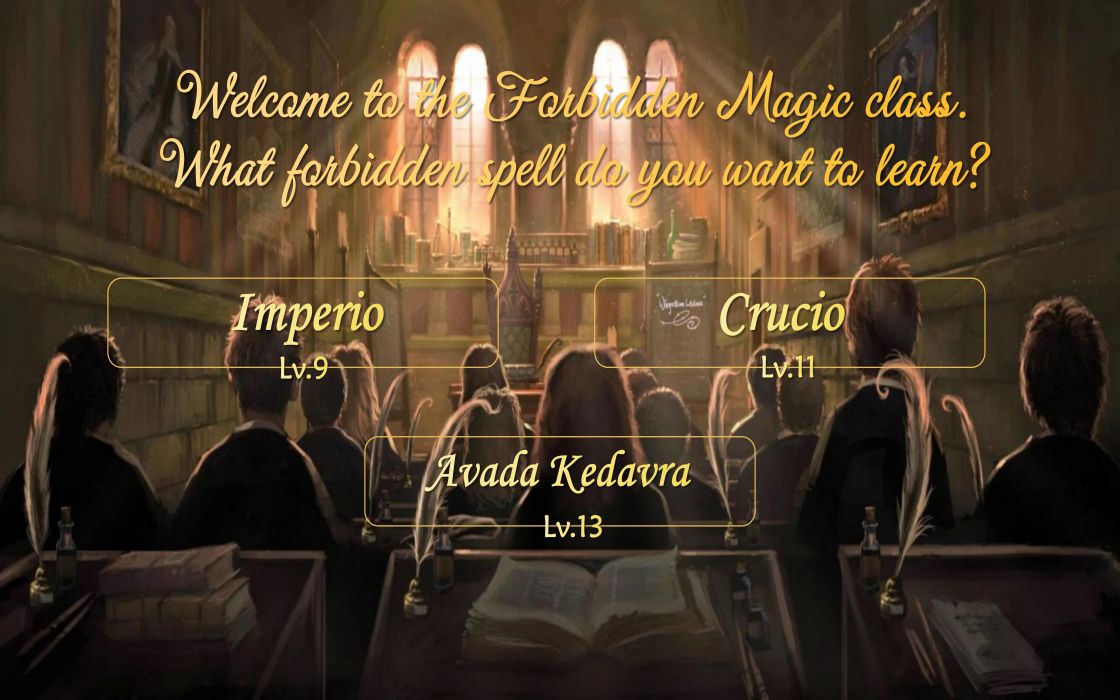 Welcome to the Forbidden Magic class.
What forbidden spell do you want to learn?
Imperio
Lv.9
Crucio
Lv.11
Avada Kedavra
Lv.13